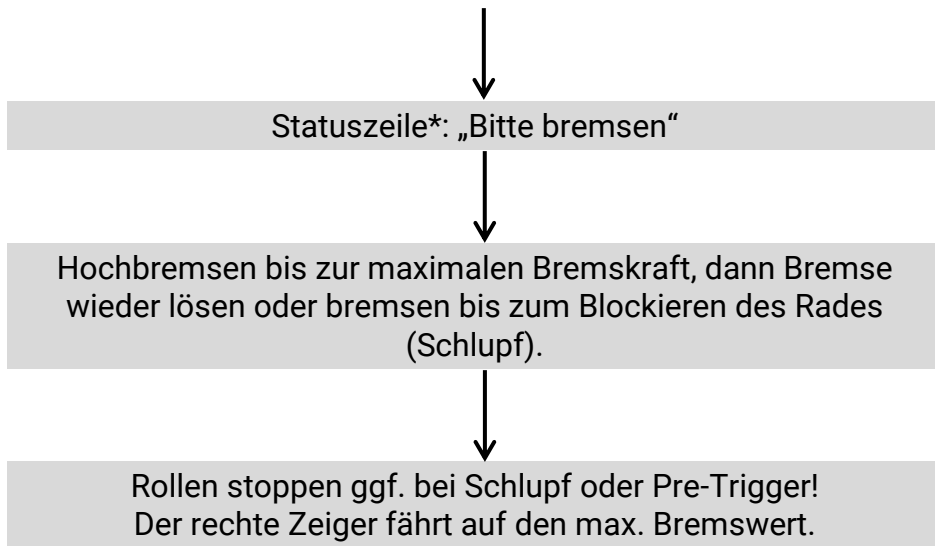 Statuszeile*: „Bitte bremsen“
Hochbremsen bis zur maximalen Bremskraft, dann Bremse
wieder lösen oder bremsen bis zum Blockieren des Rades
(Schlupf).
Rollen stoppen ggf. bei Schlupf oder Pre-Trigger!
Der rechte Zeiger fährt auf den max. Bremswert.